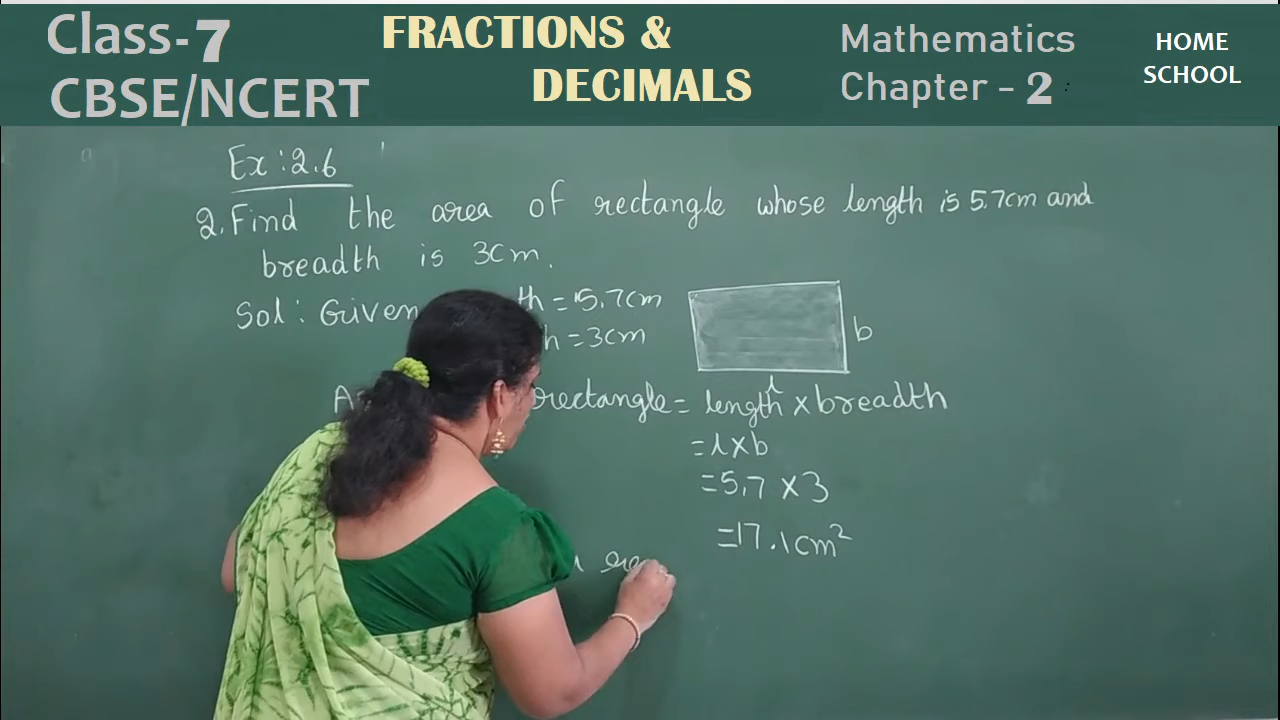 Class-7
CBSE/NCERT
FRACTIONS &
DECIMALS
Mathematics
Chapter - 2
HOME
SCHOOL
Ex : 2.6
2. Find the area of rectangle whose length is 5.7cm and
breadth is 3cm.
Sol : Given th = 5.7cm
h = 3cm
b
l
A rectangle = length × breadth
= l × b
= 5.7 × 3
= 17.1cm²